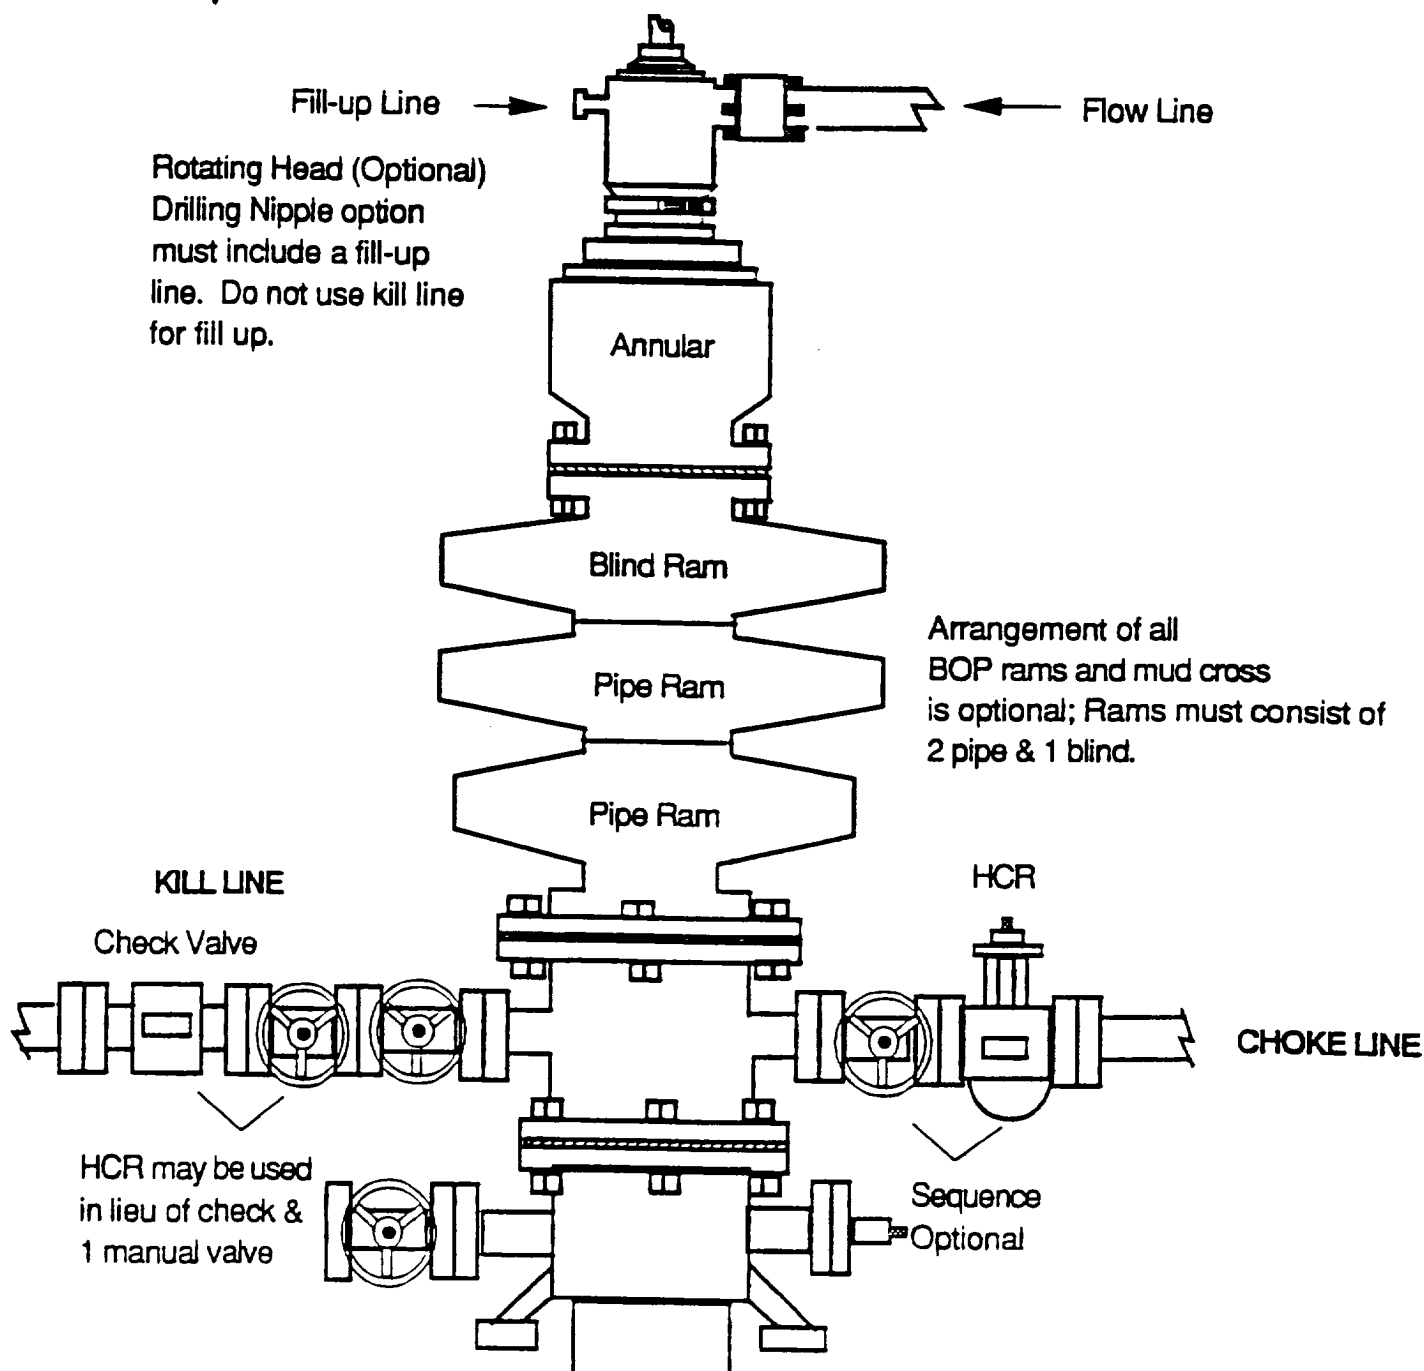 Fill-up Line
Flow Line
Rotating Head (Optional)
Drilling Nipple option
must include a fill-up
line. Do not use kill line
for fill up.
Annular
Blind Ram
Pipe Ram
Arrangement of all
BOP rams and mud cross
is optional; Rams must consist of
2 pipe & 1 blind.
Pipe Ram
KILL LINE
HCR
Check Valve
CHOKE LINE
HCR may be used
in lieu of check &
1 manual valve
Sequence
Optional